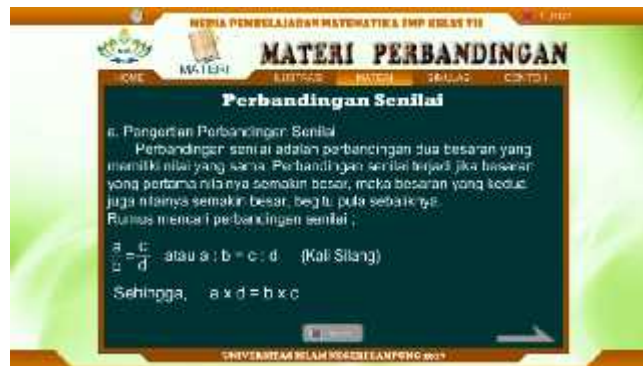 MEDIA PEMBELAJARAN MATEMATIKA SMP KELAS VII
MATERI
MATERI PERBANDINGAN
HOME ILUSTRASI MATERI SIMULASI CONTOH
Perbandingan Senilai
a. Pengertian Perbandingan Senilai
Perbandingan senilai adalah perbandingan dua besaran yang
memiliki nilai yang sama. Perbandingan senilai terjadi jika besaran
yang pertama nilainya semakin besar, maka besaran yang kedua
juga nilainya semakin besar, begitu pula sebaliknya.
Rumus mencari perbandingan senilai ;
a/b = c/d atau a : b = c : d (Kali Silang)
Sehingga, a x d = b x c
UNIVERSITAS ISLAM NEGERI LAMPUNG